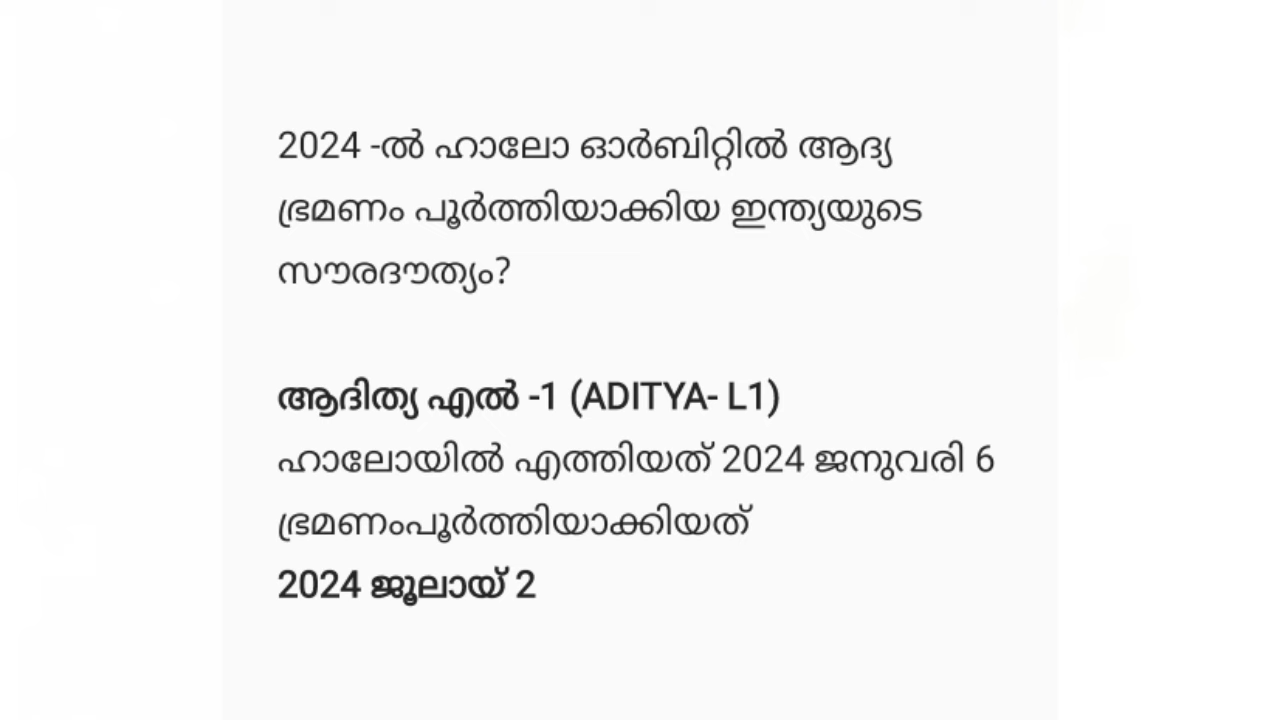 2024 -ൽ ഹാലോ ഓർബിറ്റിൽ ആദ്യ
ഭ്രമണം പൂർത്തിയാക്കിയ ഇന്ത്യയുടെ
സൗരദൗത്യം?
ആദിത്യ എൽ -1 (ADITYA- L1)
ഹാലോയിൽ എത്തിയത് 2024 ജനുവരി 6
ഭ്രമണംപൂർത്തിയാക്കിയത്
2024 ജൂലായ് 2